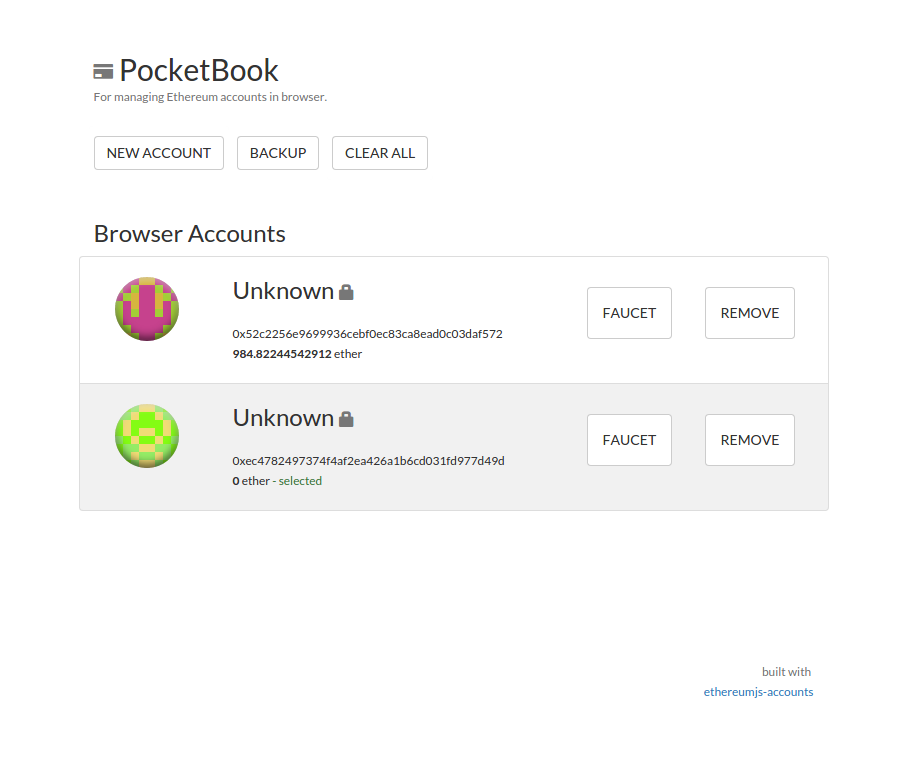 PocketBook
For managing Ethereum accounts in browser.
NEW ACCOUNT BACKUP CLEAR ALL
Browser Accounts
Unknown
FAUCET REMOVE
0x52c2256e9699936cebf0ec83ca8ead0c03daf572
984.82244542912 ether
Unknown
FAUCET REMOVE
0xec4782497374f4af2ea426a1b6cd031fd977d49d
0 ether - selected
built with
ethereumjs-accounts